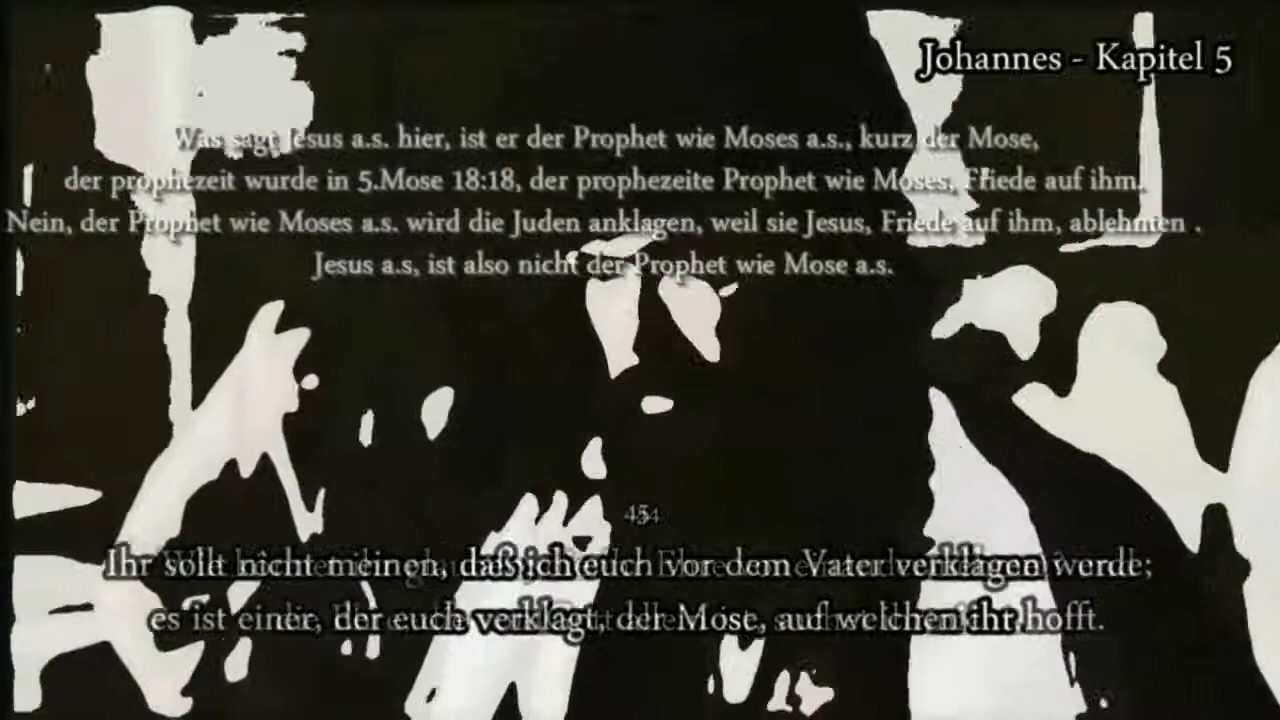 Johannes - Kapitel 5
Was sagt Jesus a.s. hier, ist er der Prophet wie Moses a.s., kurz der Mose,
der prophezeit wurde in 5.Mose 18:18, der prophezeite Prophet wie Moses, Friede auf ihm.
Nein, der Prophet wie Moses a.s. wird die Juden anklagen, weil sie Jesus, Friede auf ihm, ablehnten .
Jesus a.s, ist also nicht der Prophet wie Mose a.s.
Ihr sollt nicht meinen, daß ich euch vor dem Vater verklagen werde;
es ist einer, der euch verklagt, der Mose, auf welchen ihr hofft.